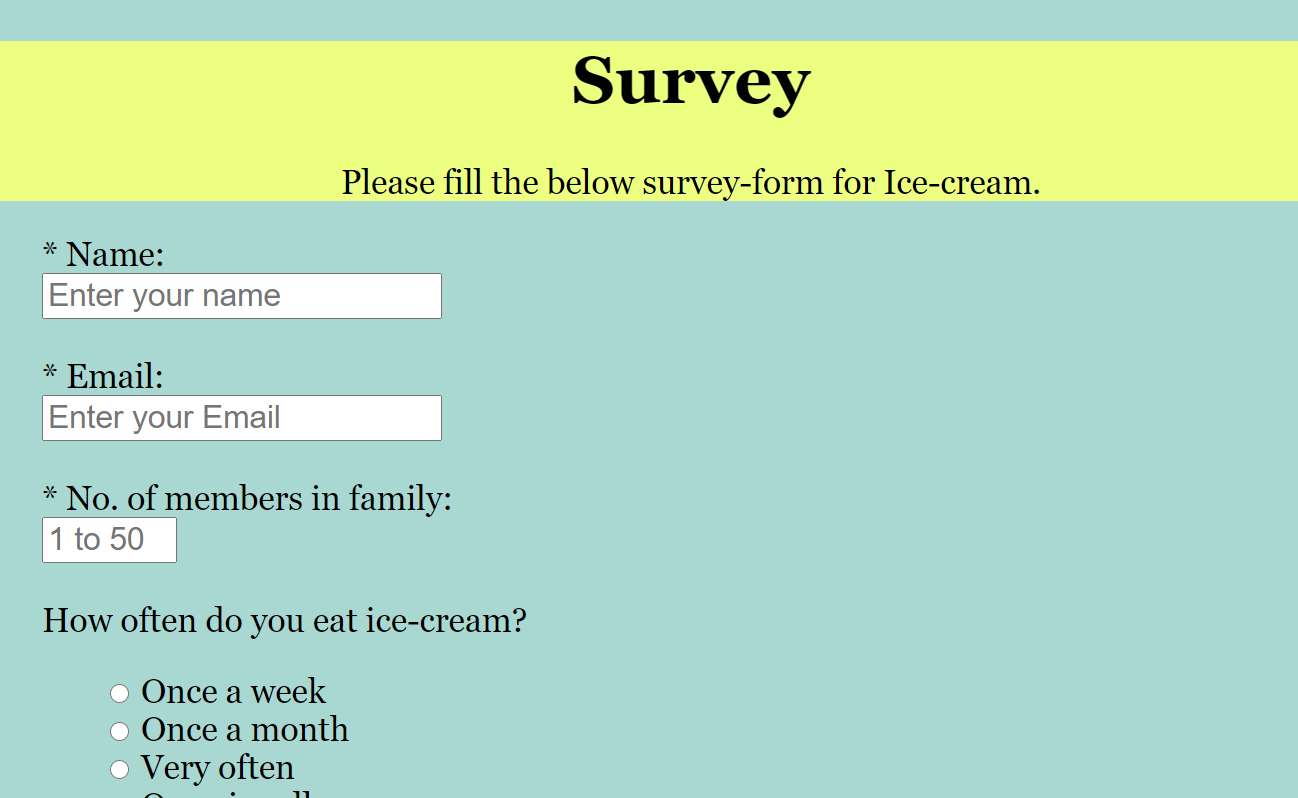 Survey
Please fill the below survey-form for Ice-cream.
* Name:
Enter your name
* Email:
Enter your Email
* No. of members in family:
1 to 50
How often do you eat ice-cream?
Once a week
Once a month
Very often